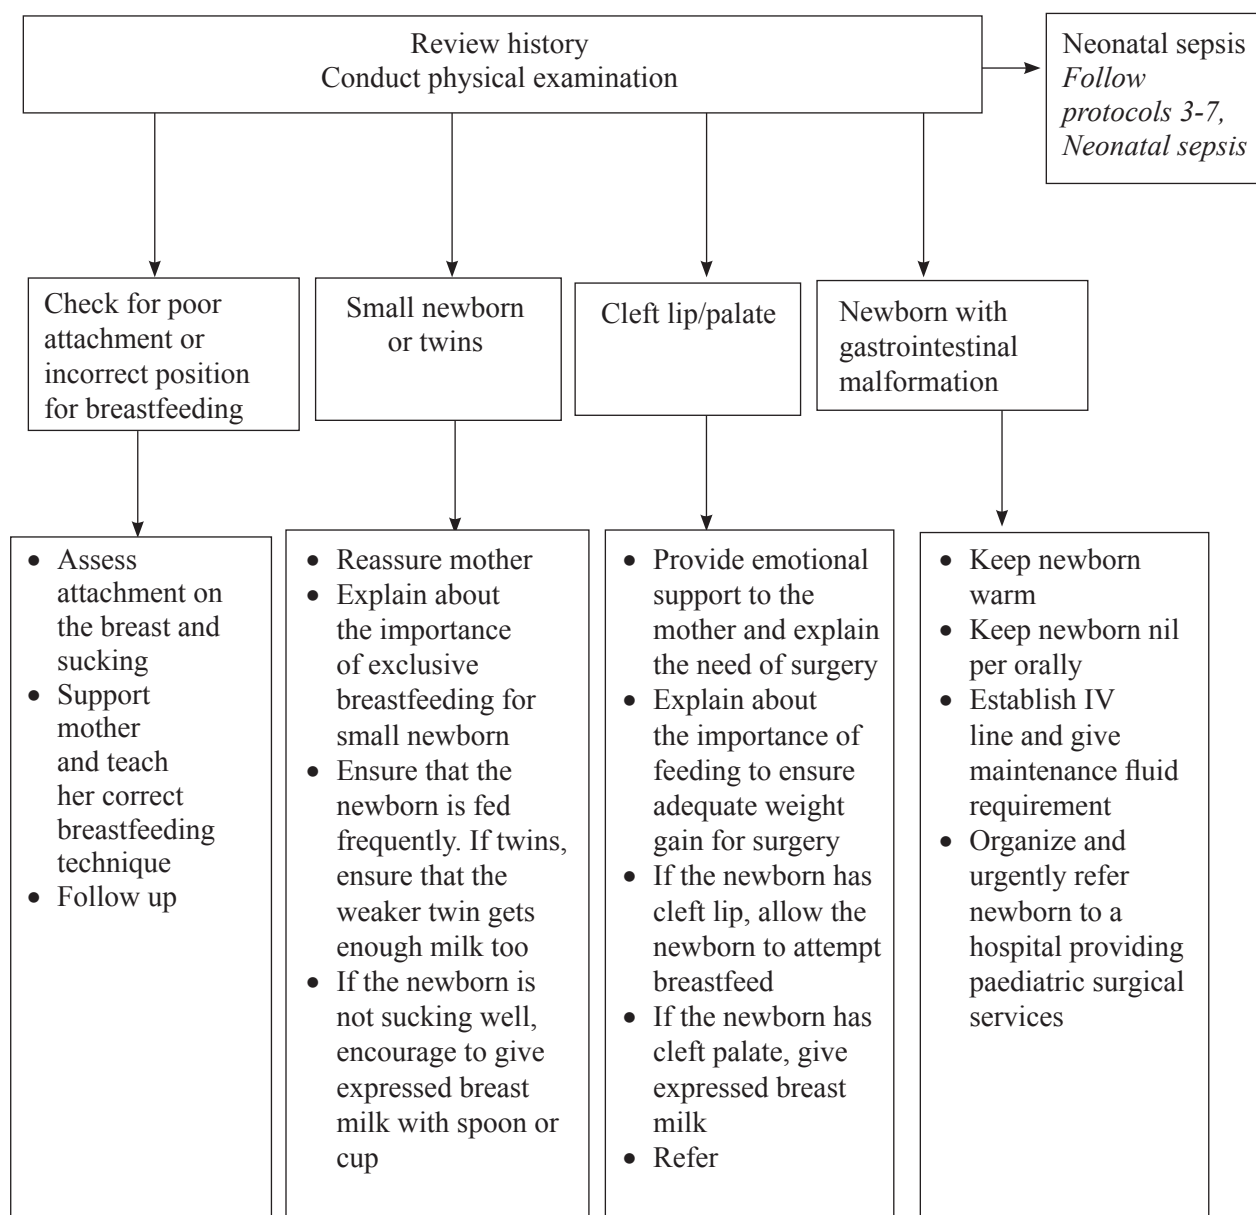 Review history
Conduct physical examination
Neonatal sepsis
Follow
protocols 3-7,
Neonatal sepsis
Check for poor
attachment or
incorrect position
for breastfeeding
Small newborn
or twins
Cleft lip/palate
Newborn with
gastrointestinal
malformation
• Assess
attachment on
the breast and
sucking
• Support
mother
and teach
her correct
breastfeeding
technique
• Follow up
• Reassure mother
• Explain about
the importance
of exclusive
breastfeeding for
small newborn
• Ensure that the
newborn is fed
frequently. If twins,
ensure that the
weaker twin gets
enough milk too
• If the newborn is
not sucking well,
encourage to give
expressed breast
milk with spoon or
cup
• Provide emotional
support to the
mother and explain
the need of surgery
• Explain about
the importance of
feeding to ensure
adequate weight
gain for surgery
• If the newborn has
cleft lip, allow the
newborn to attempt
breastfeed
• If the newborn has
cleft palate, give
expressed breast
milk
• Refer
• Keep newborn
warm
• Keep newborn nil
per orally
• Establish IV
line and give
maintenance fluid
requirement
• Organize and
urgently refer
newborn to a
hospital providing
paediatric surgical
services